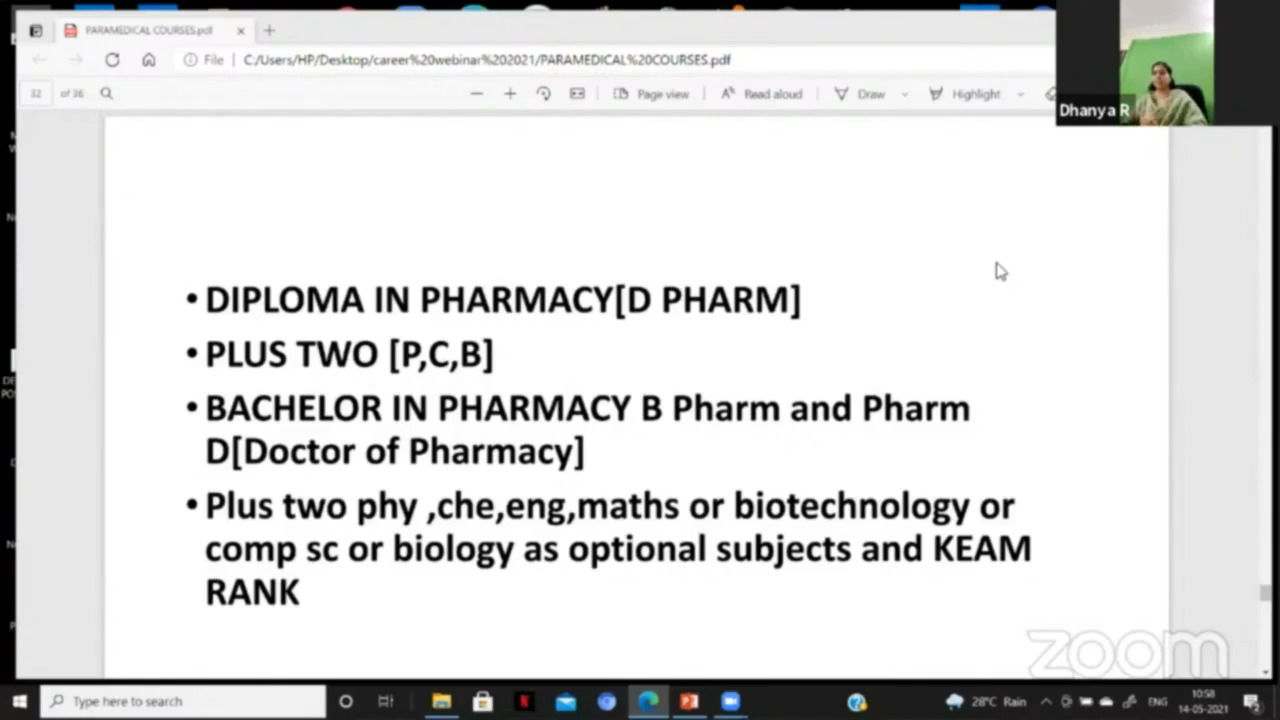 PARAMEDICAL COURSES.pdf
File
C:/Users/HP/Desktop/career%20webinar%202021/PARAMEDICAL%20COURSES.pdf
32 of 36
Page view
Read aloud
Draw
Highlight
Dhanya R
• DIPLOMA IN PHARMACY[D PHARM]
• PLUS TWO [P,C,B]
• BACHELOR IN PHARMACY B Pharm and Pharm
D[Doctor of Pharmacy]
• Plus two phy ,che,eng,maths or biotechnology or
comp sc or biology as optional subjects and KEAM
RANK
zoom
Type here to search
28°C Rain
ENG
10:58
14-05-2021